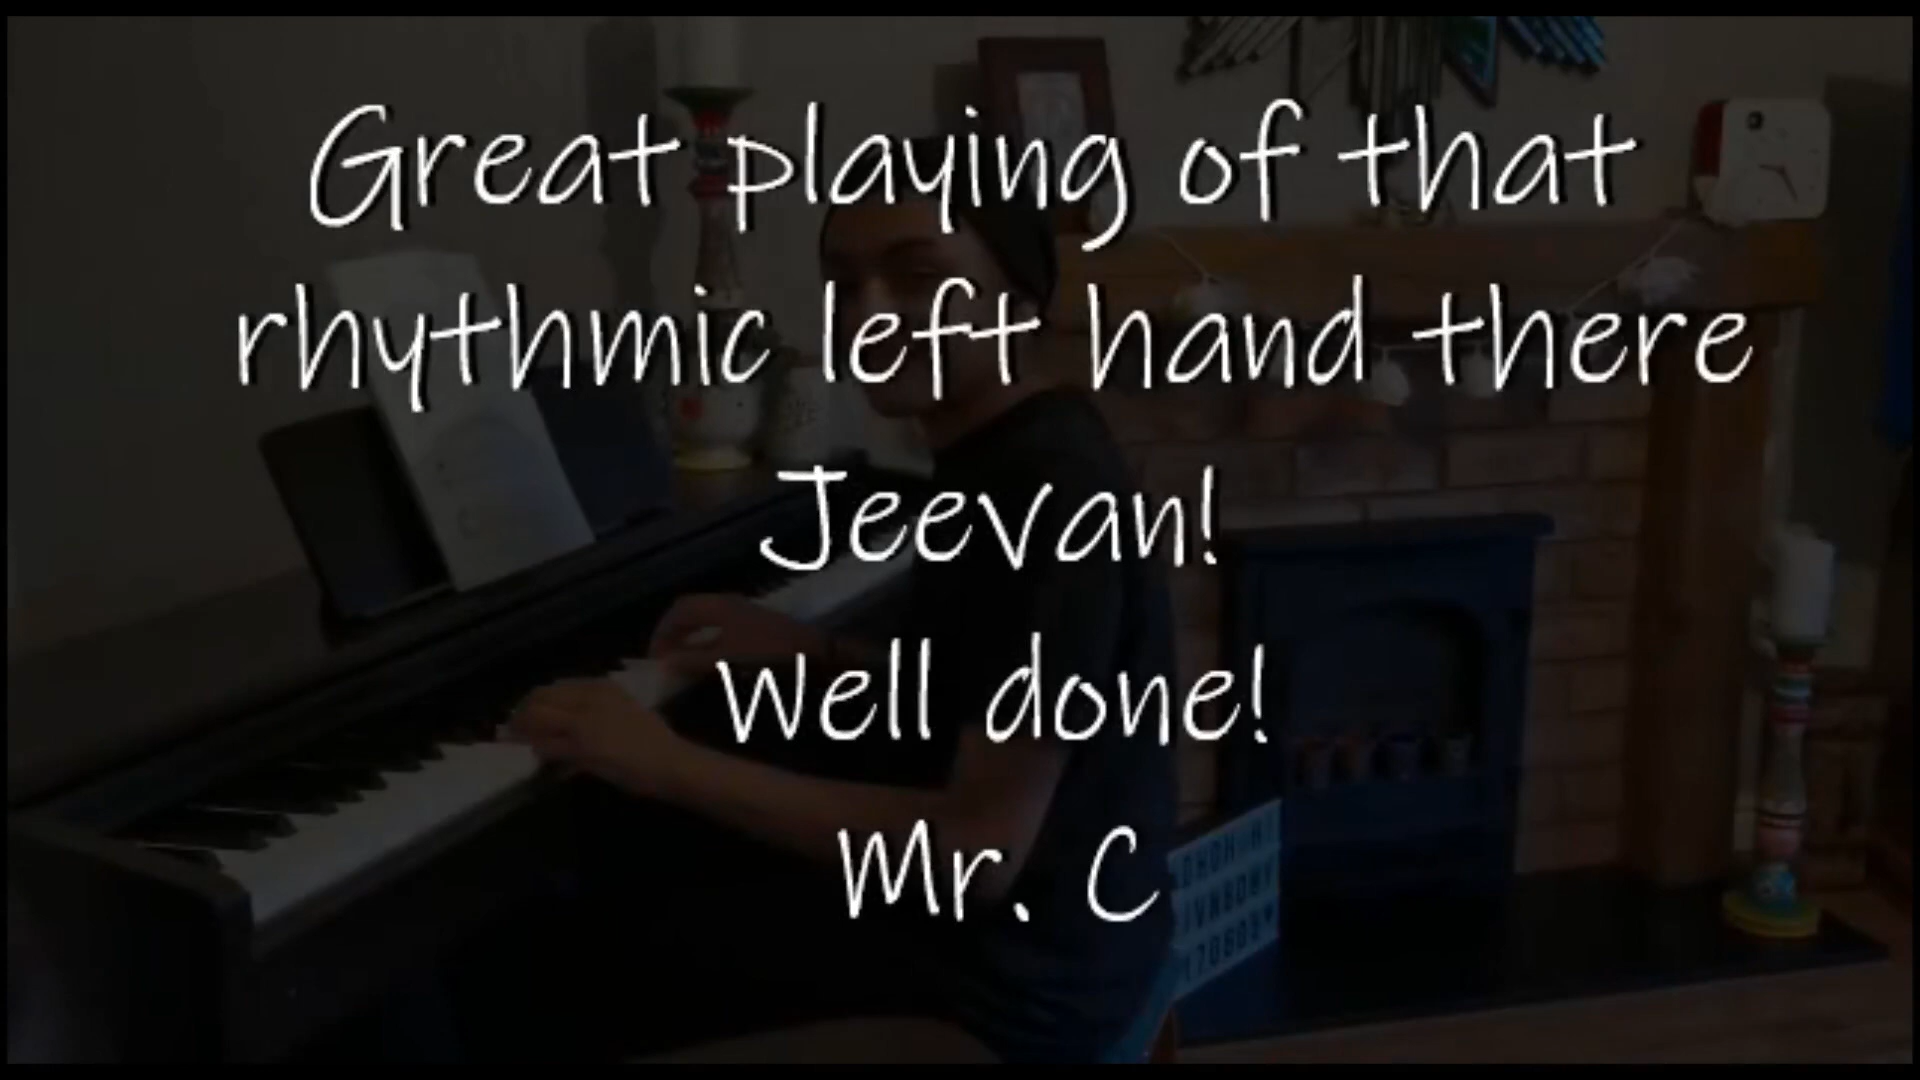 Great playing of that
rhythmic left hand there
Jeevan!
Well done!
Mr. C